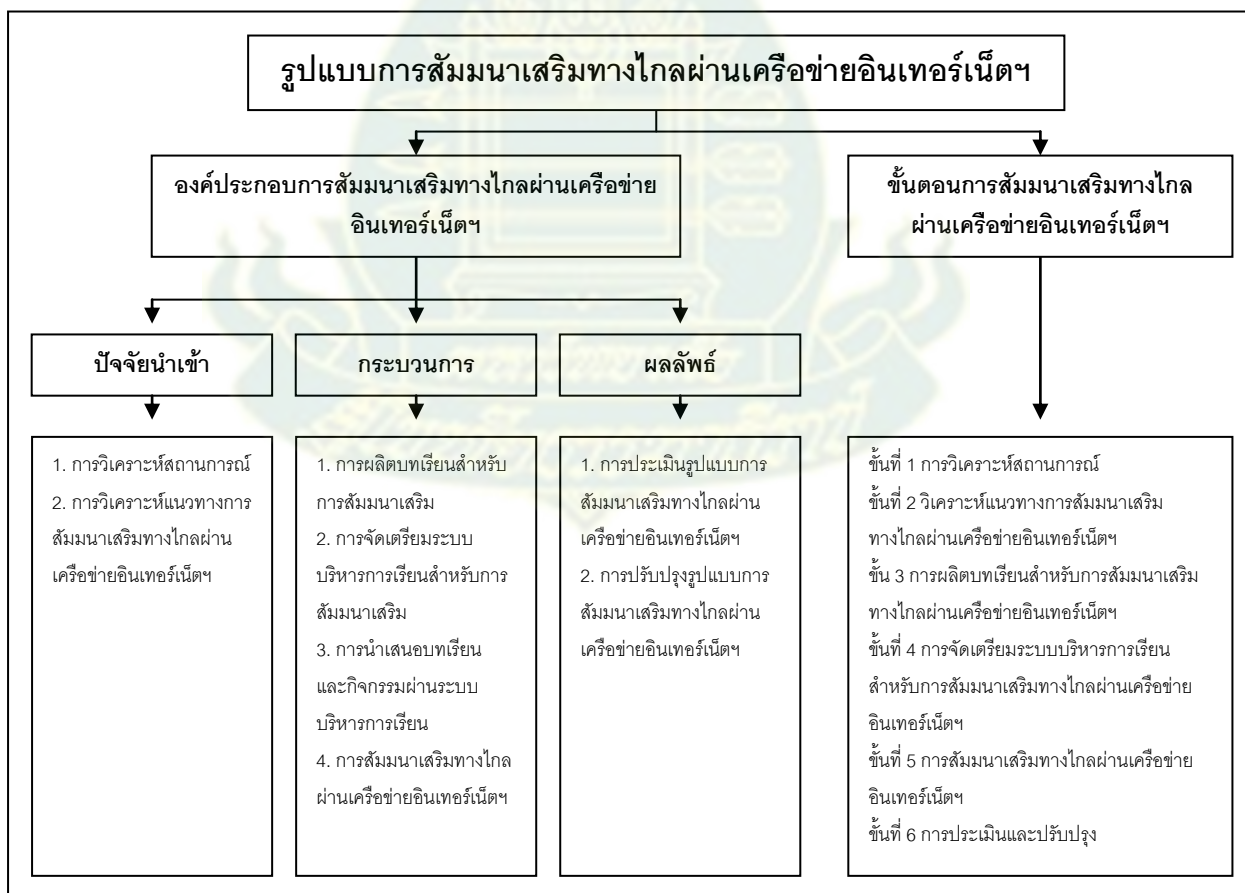 รูปแบบการสัมมนาเสริมทางไกลผ่านเครือข่ายอินเทอร์เน็ตฯ
องค์ประกอบการสัมมนาเสริมทางไกลผ่านเครือข่าย
อินเทอร์เน็ตฯ
ขั้นตอนการสัมมนาเสริมทางไกล
ผ่านเครือข่ายอินเทอร์เน็ตฯ
ปัจจัยนำเข้า
กระบวนการ
ผลลัพธ์
1. การวิเคราะห์สถานการณ์
2. การวิเคราะห์แนวทางการ
สัมมนาเสริมทางไกลผ่าน
เครือข่ายอินเทอร์เน็ตฯ
1. การผลิตบทเรียนสำหรับ
การสัมมนาเสริม
2. การจัดเตรียมระบบ
บริหารการเรียนสำหรับการ
สัมมนาเสริม
3. การนำเสนอบทเรียน
และกิจกรรมผ่านระบบ
บริหารการเรียน
4. การสัมมนาเสริมทางไกล
ผ่านเครือข่ายอินเทอร์เน็ตฯ
1. การประเมินรูปแบบการ
สัมมนาเสริมทางไกลผ่าน
เครือข่ายอินเทอร์เน็ตฯ
2. การปรับปรุงรูปแบบการ
สัมมนาเสริมทางไกลผ่าน
เครือข่ายอินเทอร์เน็ตฯ
ขั้นที่ 1 การวิเคราะห์สถานการณ์
ขั้นที่ 2 วิเคราะห์แนวทางการสัมมนาเสริม
ทางไกลผ่านเครือข่ายอินเทอร์เน็ตฯ
ขั้น 3 การผลิตบทเรียนสำหรับการสัมมนาเสริม
ทางไกลผ่านเครือข่ายอินเทอร์เน็ตฯ
ขั้นที่ 4 การจัดเตรียมระบบบริหารการเรียน
สำหรับการสัมมนาเสริมทางไกลผ่านเครือข่าย
อินเทอร์เน็ตฯ
ขั้นที่ 5 การสัมมนาเสริมทางไกลผ่านเครือข่าย
อินเทอร์เน็ตฯ
ขั้นที่ 6 การประเมินและปรับปรุง